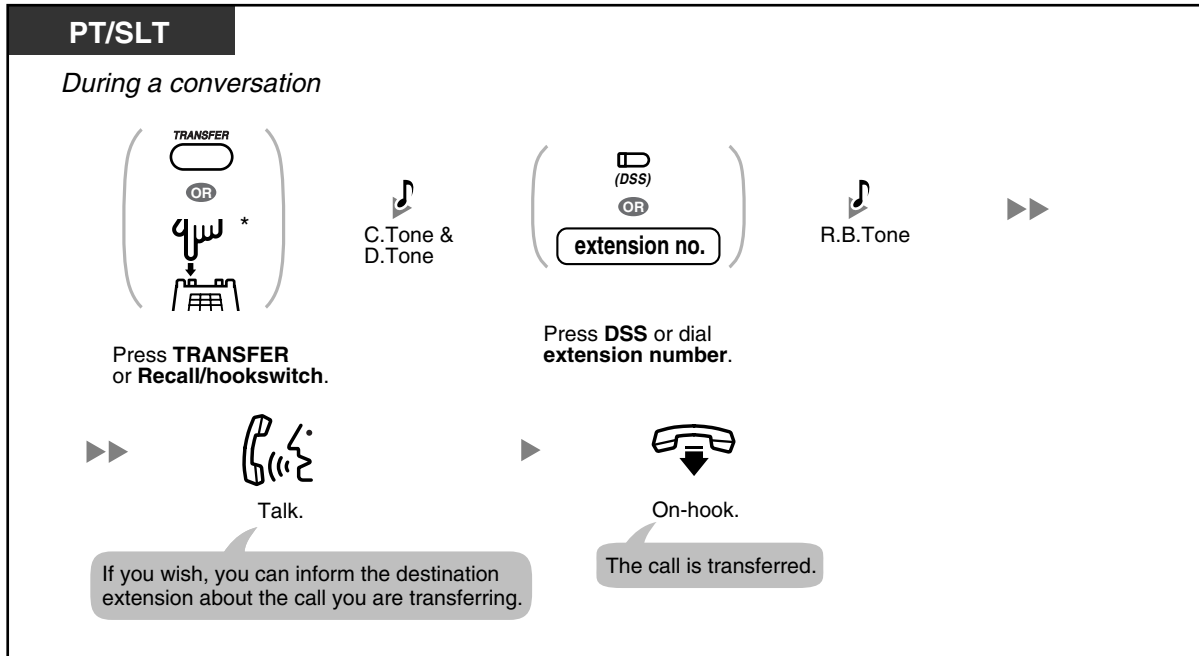 PT/SLT
During a conversation
TRANSFER
OR
*
C.Tone &
D.Tone
(DSS)
OR
extension no.
R.B.Tone
Press TRANSFER
or Recall/hookswitch.
Press DSS or dial
extension number.
Talk.
If you wish, you can inform the destination
extension about the call you are transferring.
On-hook.
The call is transferred.